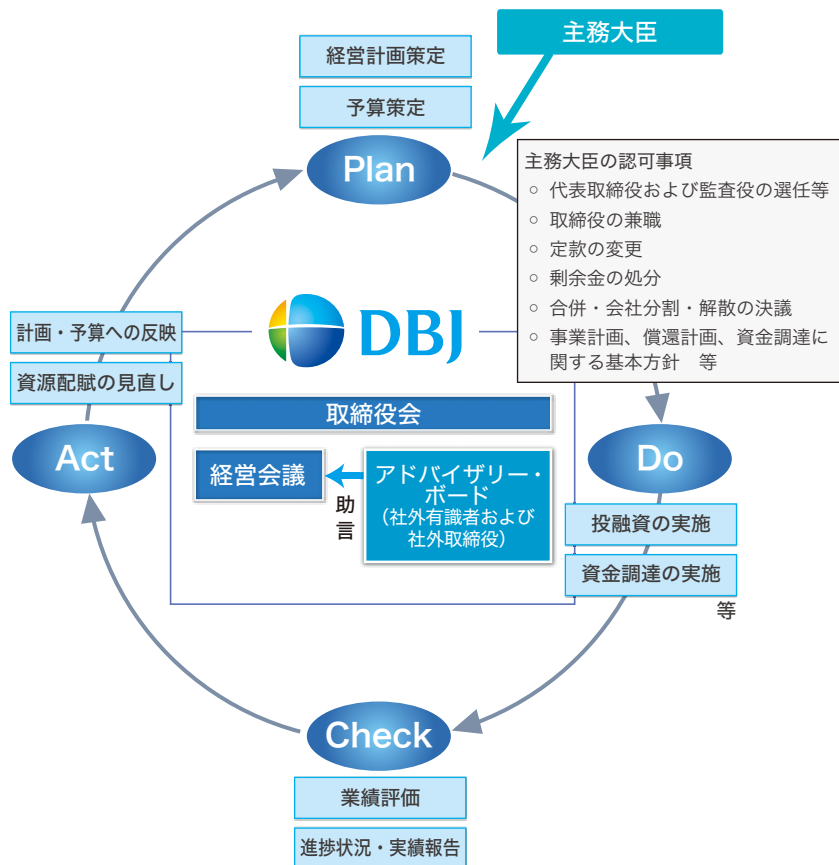 主務大臣
経営計画策定
予算策定
Plan
主務大臣の認可事項
○ 代表取締役および監査役の選任等
○ 取締役の兼職
○ 定款の変更
○ 剰余金の処分
○ 合併・会社分割・解散の決議
○ 事業計画、償還計画、資金調達に
関する基本方針　等
計画・予算への反映
資源配賦の見直し
Act
DBJ
取締役会
経営会議
助言
アドバイザリー・
ボード
（社外有識者および
社外取締役）
Do
投融資の実施
資金調達の実施
等
Check
業績評価
進捗状況・実績報告